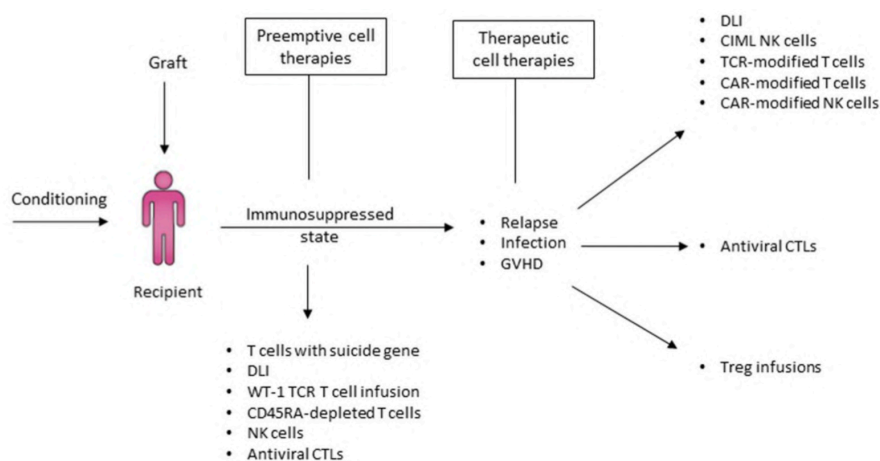 Graft
Conditioning
Recipient
Preemptive cell
therapies
Immunosuppressed
state
• T cells with suicide gene
• DLI
• WT-1 TCR T cell infusion
• CD45RA-depleted T cells
• NK cells
• Antiviral CTLs
Therapeutic
cell therapies
• Relapse
• Infection
• GVHD
• DLI
• CIML NK cells
• TCR-modified T cells
• CAR-modified T cells
• CAR-modified NK cells
• Antiviral CTLs
• Treg infusions